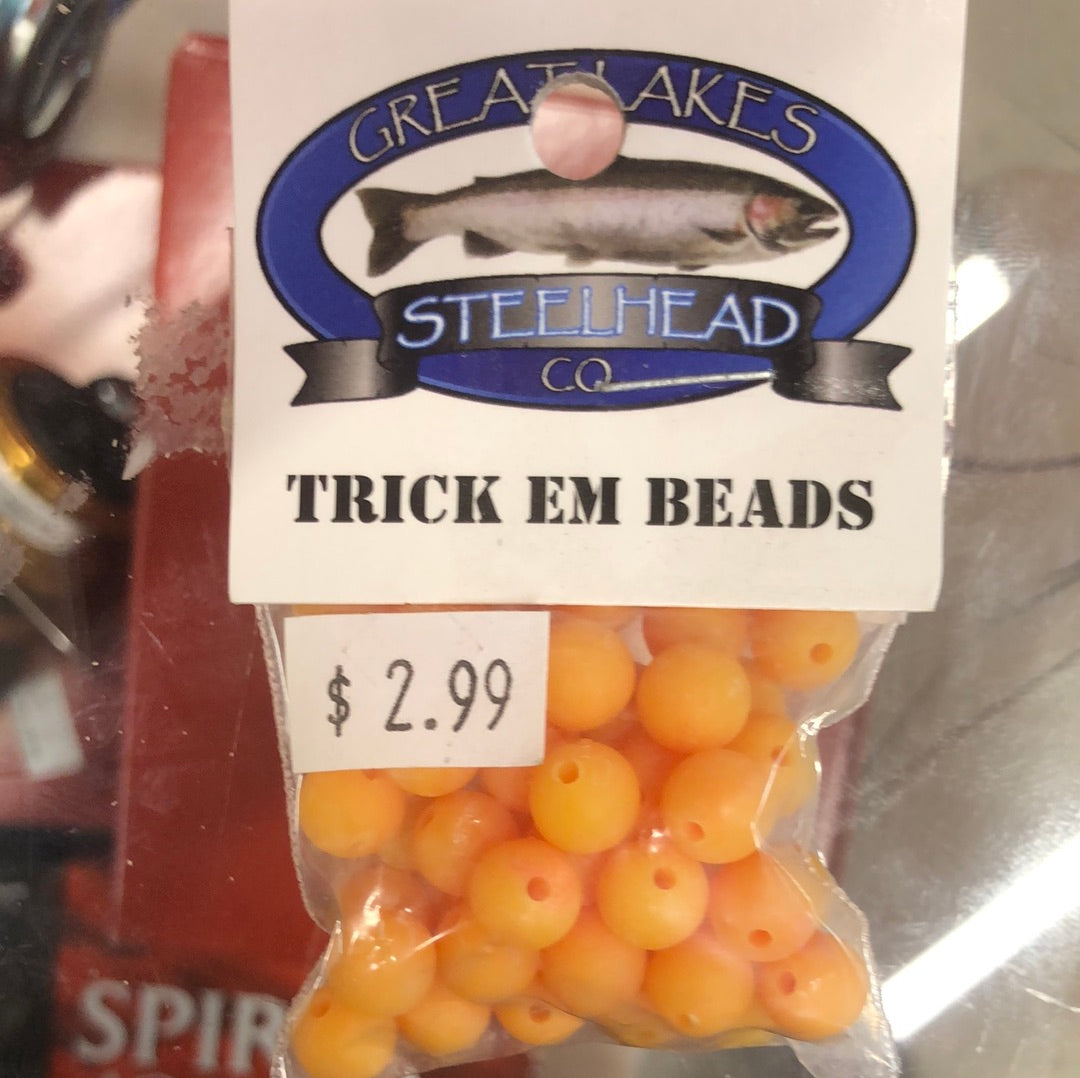 GREAT LAKES
STEELHEAD
CO.
TRICK EM BEADS
$ 2.99
SPIR